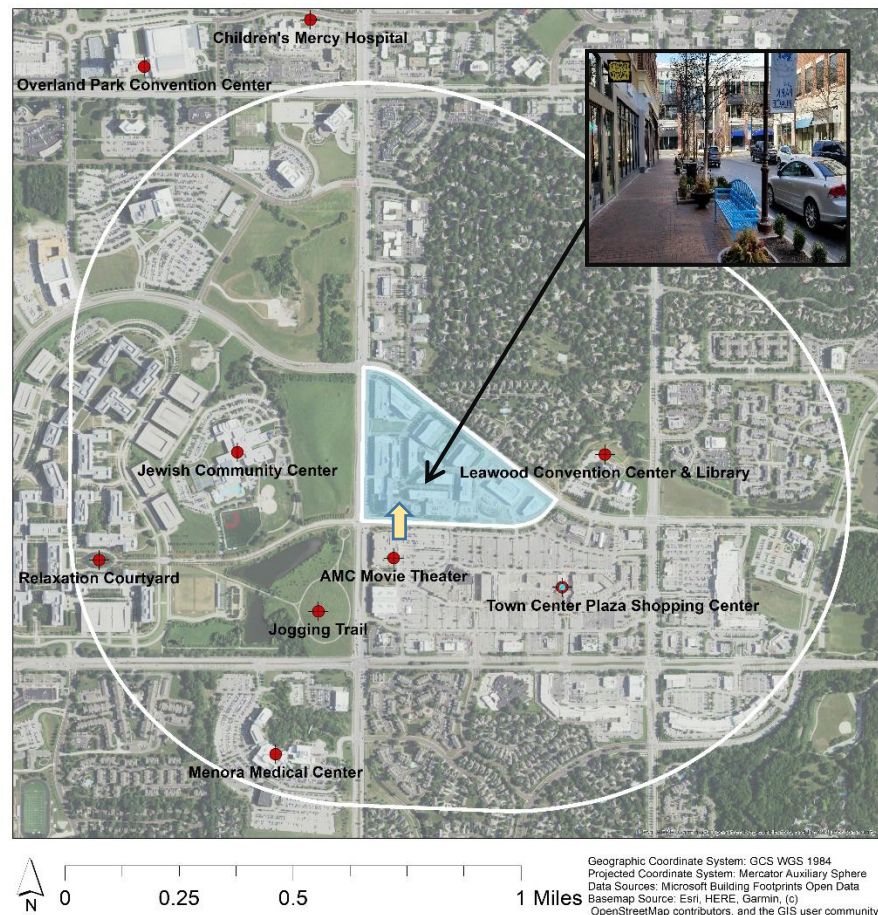 Children's Mercy Hospital
Overland Park Convention Center
PARK
PLACE
Jewish Community Center
Leawood Convention Center & Library
Relaxation Courtyard
AMC Movie Theater
Town Center Plaza Shopping Center
Jogging Trail
Menora Medical Center
N
0 0.25 0.5 1 Miles
Geographic Coordinate System: GCS WGS 1984
Projected Coordinate System: Mercator Auxiliary Sphere
Data Sources: Microsoft Building Footprints Open Data
Basemap Source: Esri, HERE, Garmin, (c)
OpenStreetMap contributors, and the GIS user community